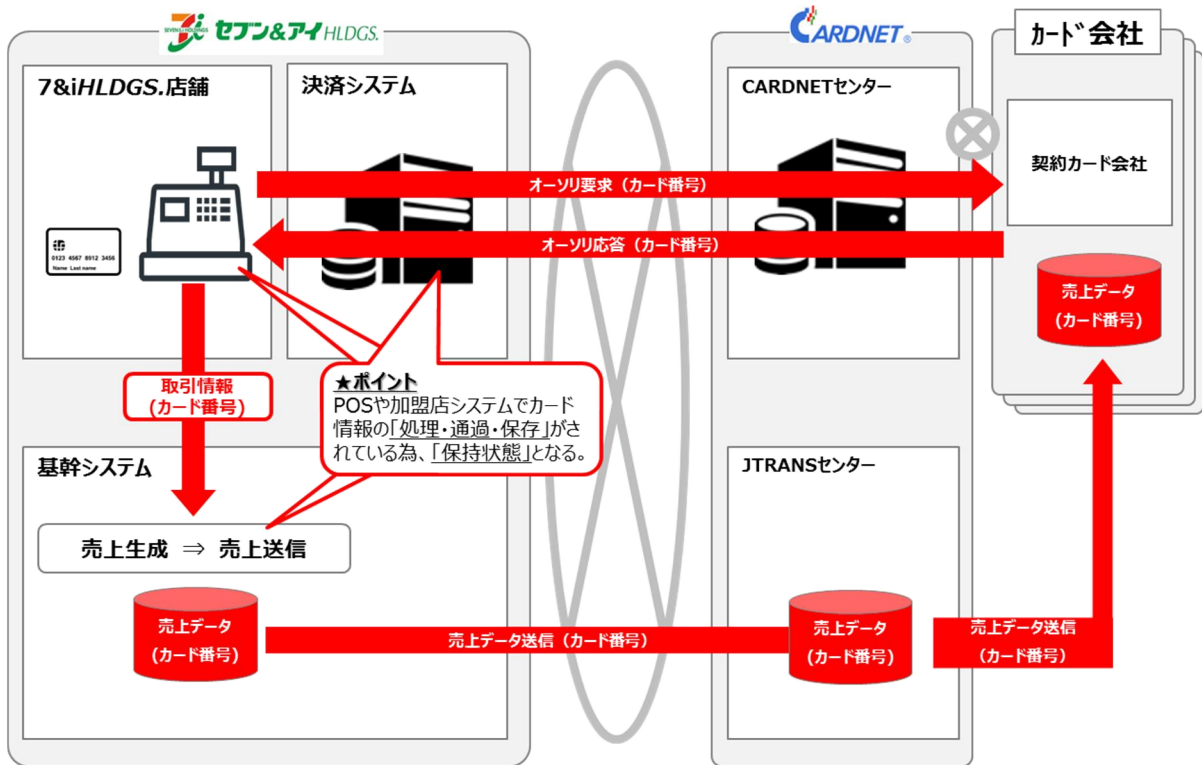 SEVEN&i HOLDINGS
セブン&アイHLDGS.
CARDNET®
カード会社
7&iHLDGS.店舗
決済システム
CARDNETセンター
契約カード会社
オーソリ要求(カード番号)
オーソリ応答(カード番号)
0123 4567 8912 3456
Name Last name
売上データ
(カード番号)
取引情報
(カード番号)
★ポイント
POSや加盟店システムでカード
情報の「処理・通過・保存」がさ
れている為、「保持状態」となる。
基幹システム
JTRANSセンター
売上生成 ⇒ 売上送信
売上データ
(カード番号)
売上データ送信(カード番号)
売上データ
(カード番号)
売上データ送信
(カード番号)